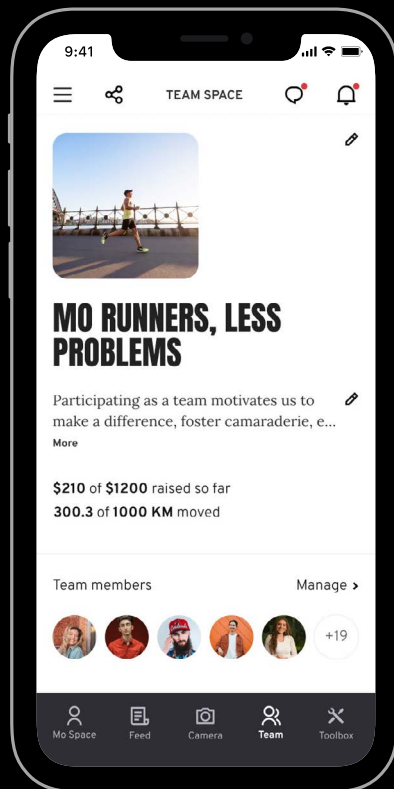 9:41
TEAM SPACE
MO RUNNERS, LESS
PROBLEMS
Participating as a team motivates us to
make a difference, foster camaraderie, e...
More
$210 of $1200 raised so far
300.3 of 1000 KM moved
Team members
Manage >
+19
Mo Space
Feed
Camera
Team
Toolbox